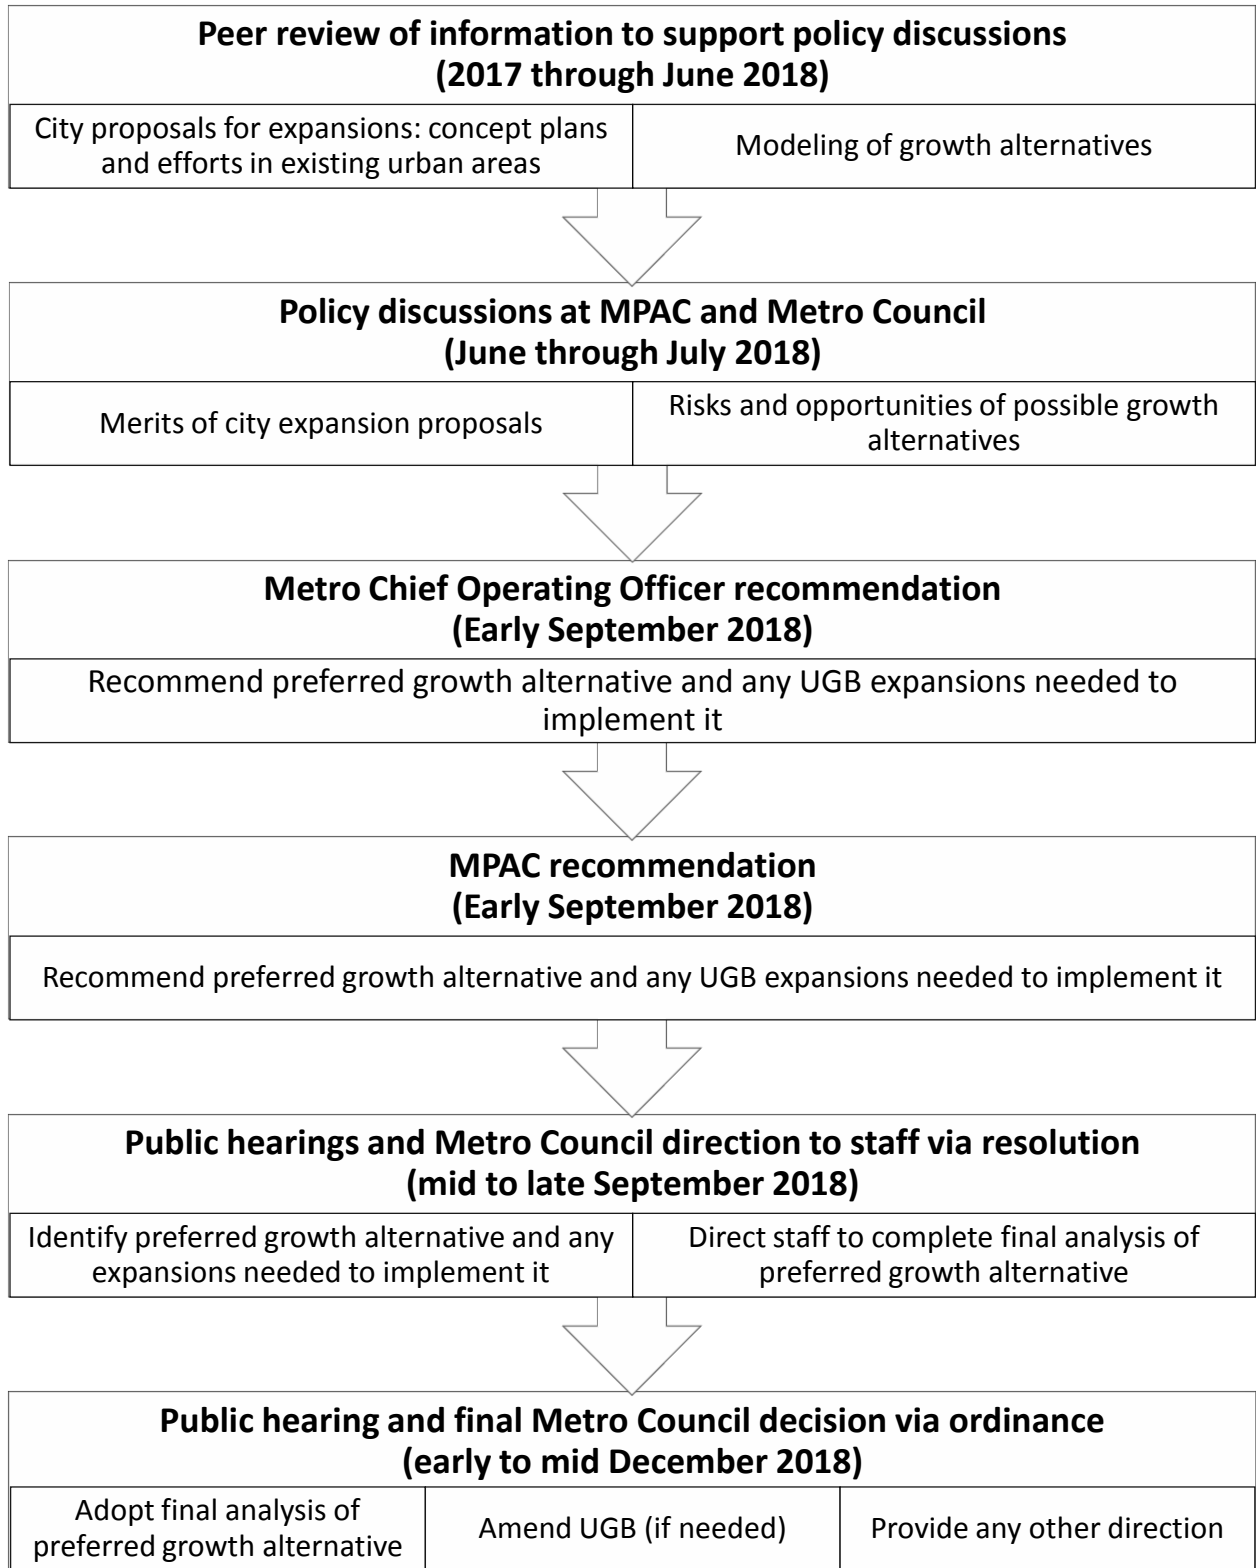 Peer review of information to support policy discussions
(2017 through June 2018)
City proposals for expansions: concept plans
and efforts in existing urban areas
Modeling of growth alternatives
Policy discussions at MPAC and Metro Council
(June through July 2018)
Merits of city expansion proposals
Risks and opportunities of possible growth
alternatives
Metro Chief Operating Officer recommendation
(Early September 2018)
Recommend preferred growth alternative and any UGB expansions needed to
implement it
MPAC recommendation
(Early September 2018)
Recommend preferred growth alternative and any UGB expansions needed to implement it
Public hearings and Metro Council direction to staff via resolution
(mid to late September 2018)
Identify preferred growth alternative and any
expansions needed to implement it
Direct staff to complete final analysis of
preferred growth alternative
Public hearing and final Metro Council decision via ordinance
(early to mid December 2018)
Adopt final analysis of
preferred growth alternative
Amend UGB (if needed)
Provide any other direction